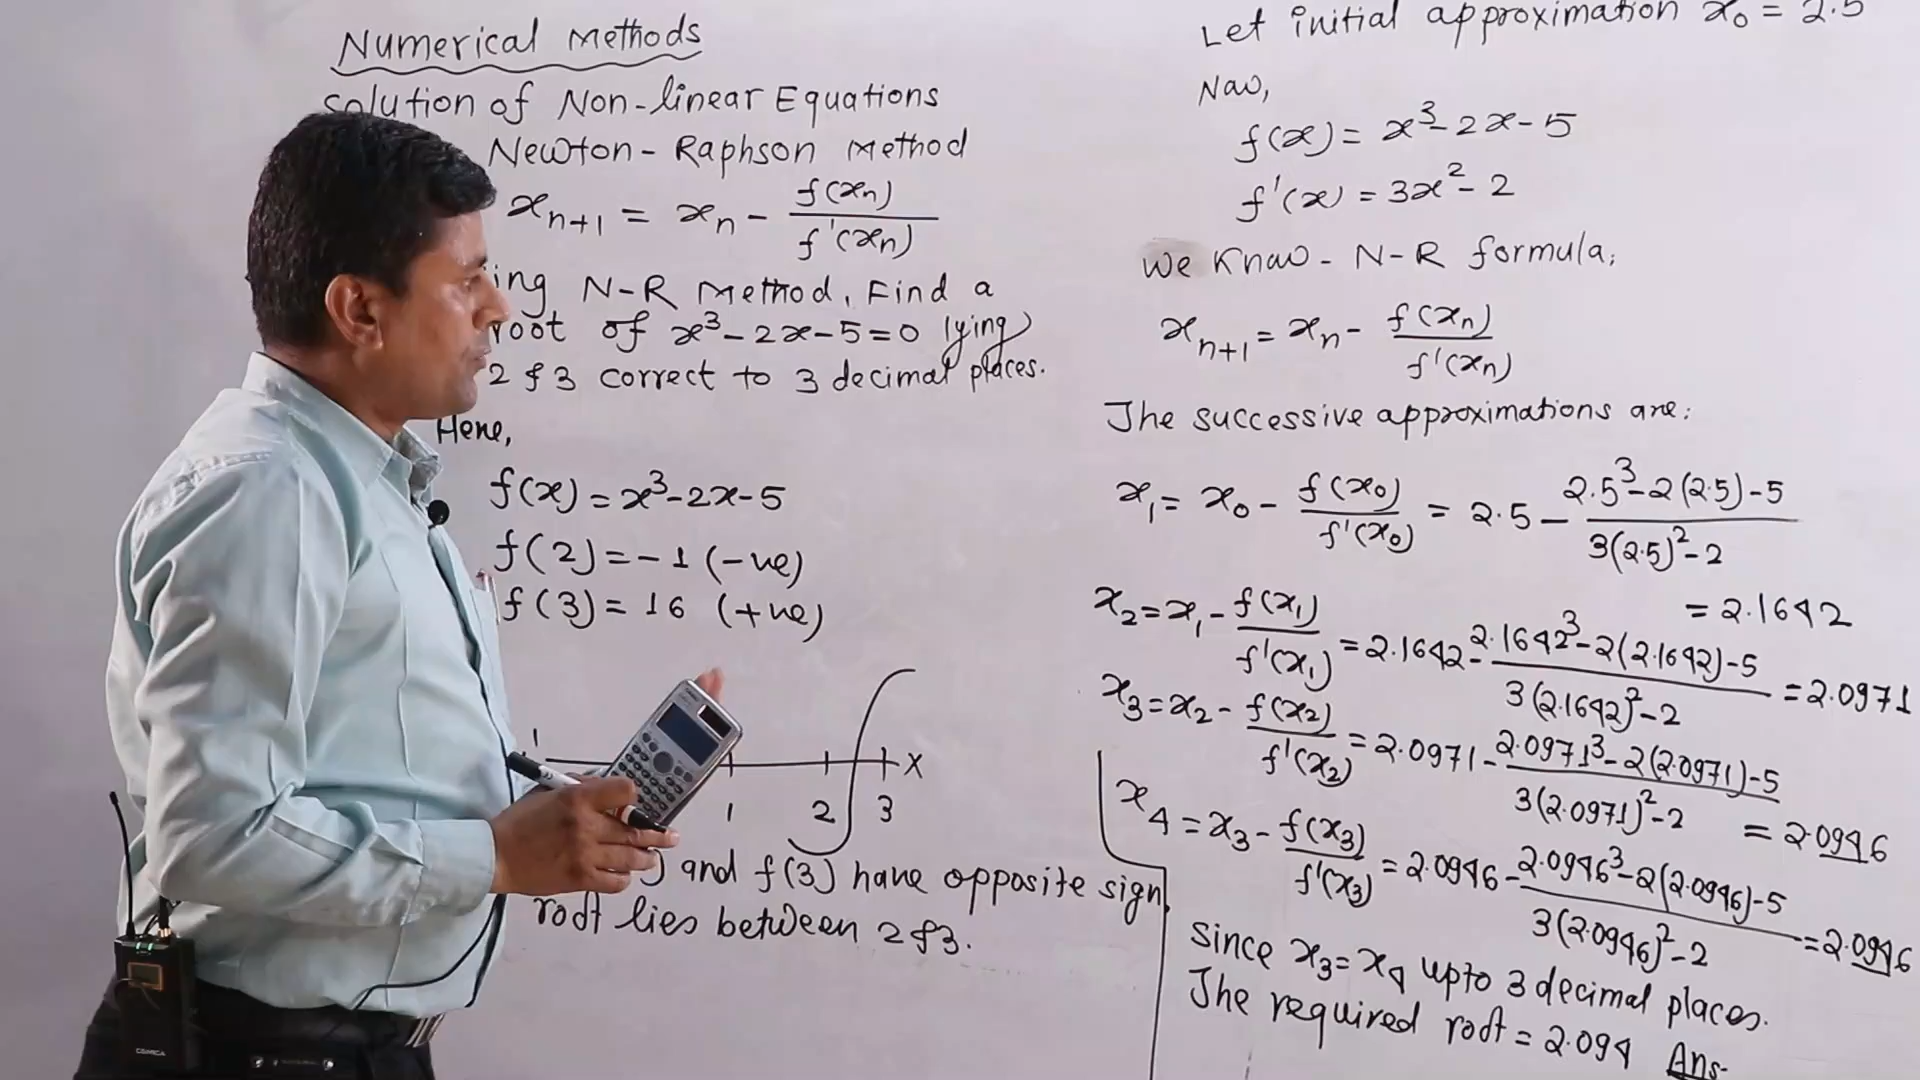 Numerical Methods
Solution of Non-linear Equations
Newton-Raphson Method
xₙ₊₁ = xₙ - f(xₙ)/f'(xₙ)
ing N-R Method, Find a
root of x³-2x-5=0 lying
2 & 3 correct to 3 decimal places.
Here,
f(x) = x³-2x-5
f(2) = -1 (-ve)
f(3) = 16 (+ve)
1 2 3 X
) and f(3) have opposite sign,
root lies between 2 & 3.
Let initial approximation x₀ = 2.5
Now,
f(x) = x³-2x-5
f'(x) = 3x²-2
We Know - N-R formula,
xₙ₊₁ = xₙ - f(xₙ)/f'(xₙ)
The successive approximations are:
x₁ = x₀ - f(x₀)/f'(x₀) = 2.5 - (2.5³-2(2.5)-5)/(3(2.5)²-2)
= 2.1642
x₂ = x₁ - f(x₁)/f'(x₁) = 2.1642 - (2.1642³-2(2.1642)-5)/(3(2.1642)²-2) = 2.0971
x₃ = x₂ - f(x₂)/f'(x₂) = 2.0971 - (2.0971³-2(2.0971)-5)/(3(2.0971)²-2)
= 2.0946
x₄ = x₃ - f(x₃)/f'(x₃) = 2.0946 - (2.0946³-2(2.0946)-5)/(3(2.0946)²-2) = 2.0946
Since x₃ = x₄ upto 3 decimal places.
The required root = 2.094 Ans.
COMICA